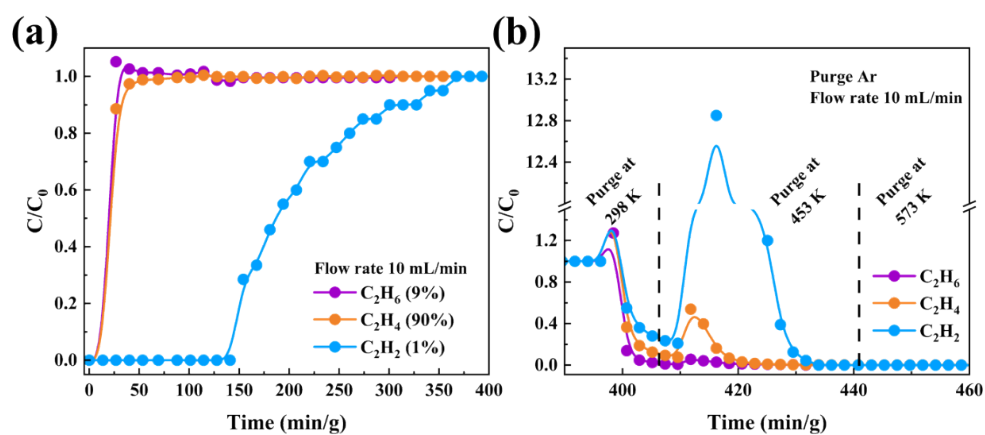 (a)
C/C₀
1.0
0.8
0.6
0.4
0.2
0.0
Flow rate 10 mL/min
C₂H₆ (9%)
C₂H₄ (90%)
C₂H₂ (1%)
0 50 100 150 200 250 300 350 400
Time (min/g)
(b)
C/C₀
13.2
12.8
12.4
1.2
0.8
0.4
0.0
Purge Ar
Flow rate 10 mL/min
Purge at
298 K
Purge at
453 K
Purge at
573 K
C₂H₆
C₂H₄
C₂H₂
400 420 440 460
Time (min/g)